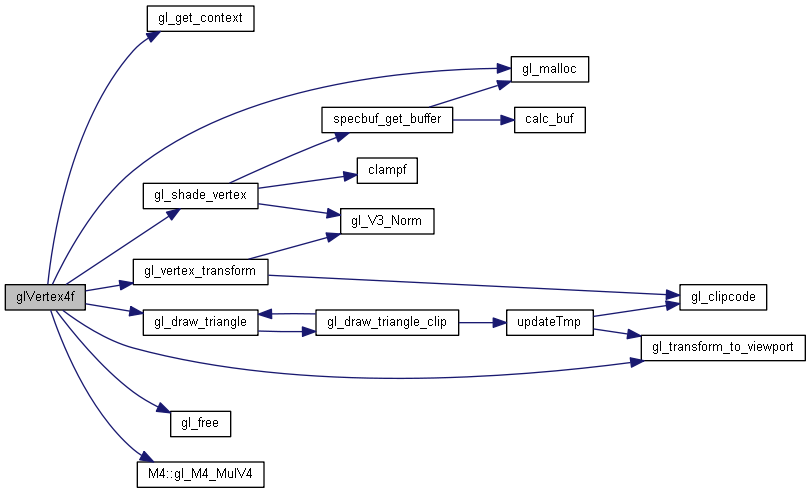 gl_get_context
gl_malloc
specbuf_get_buffer
calc_buf
clampf
gl_shade_vertex
gl_V3_Norm
gl_vertex_transform
glVertex4f
gl_clipcode
gl_draw_triangle
gl_draw_triangle_clip
updateTmp
gl_transform_to_viewport
gl_free
M4::gl_M4_MulV4